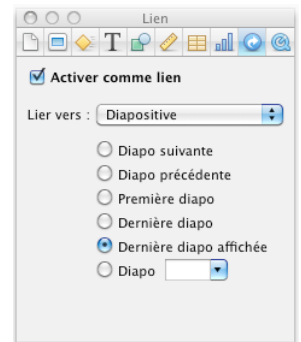 Lien
T
Activer comme lien
Lier vers : Diapositive
Diapo suivante
Diapo précédente
Première diapo
Dernière diapo
Dernière diapo affichée
Diapo